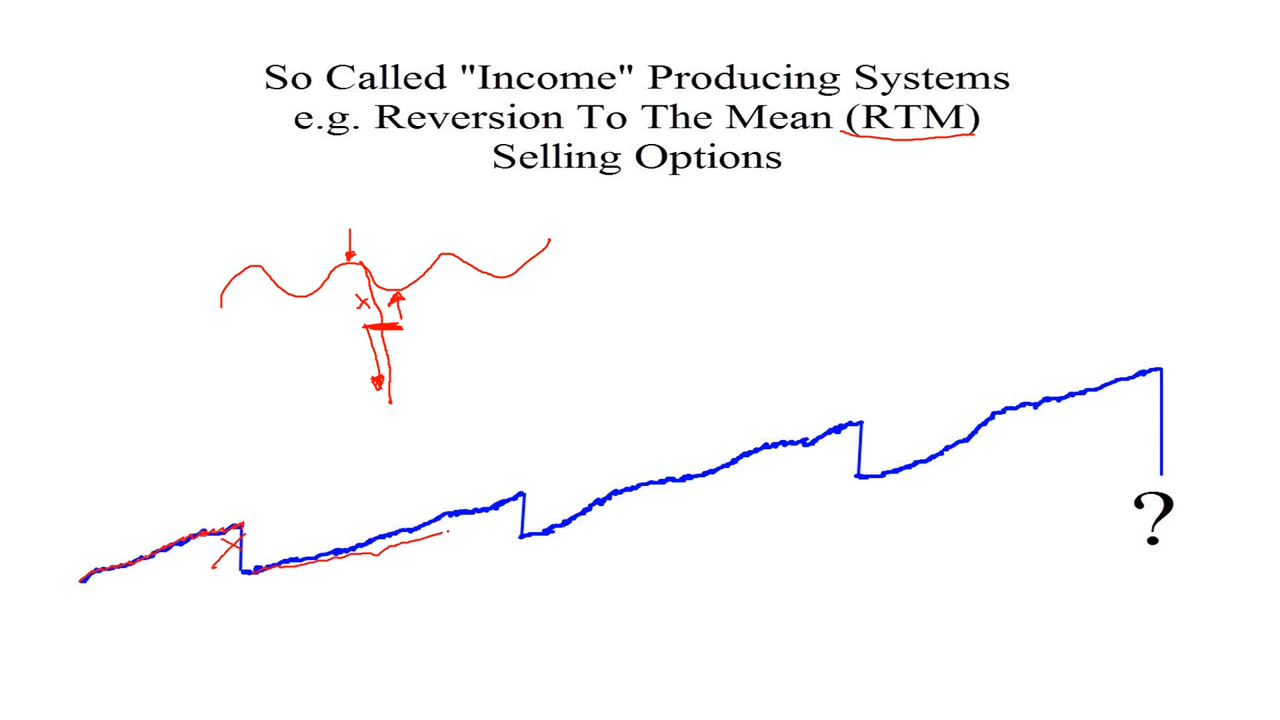 So Called "Income" Producing Systems
e.g. Reversion To The Mean (RTM)
Selling Options
x
x
?